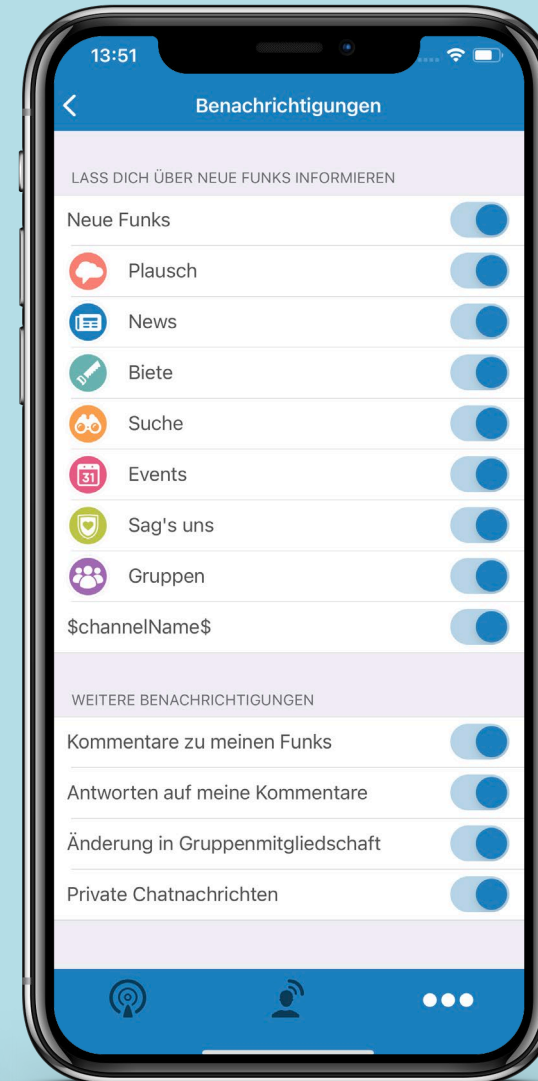 13:51
Benachrichtigungen
LASS DICH ÜBER NEUE FUNKS INFORMIEREN
Neue Funks
Plausch
News
Biete
Suche
31
Events
Sag's uns
Gruppen
$channelName$
WEITERE BENACHRICHTIGUNGEN
Kommentare zu meinen Funks
Antworten auf meine Kommentare
Änderung in Gruppenmitgliedschaft
Private Chatnachrichten